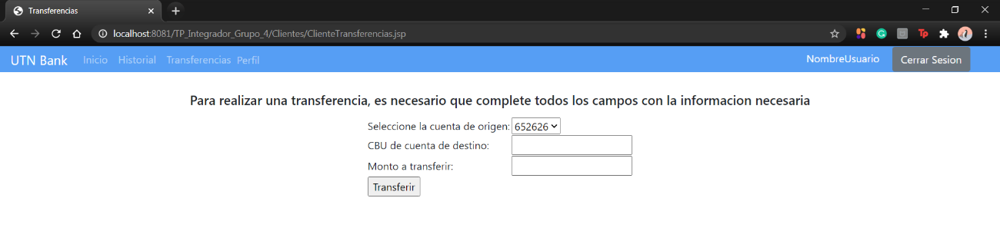 Transferencias
localhost:8081/TP_Integrador_Grupo_4/Clientes/ClienteTransferencias.jsp
Tp
UTN Bank Inicio Historial Transferencias Perfil NombreUsuario Cerrar Sesion
Para realizar una transferencia, es necesario que complete todos los campos con la informacion necesaria
Seleccione la cuenta de origen: 652626
CBU de cuenta de destino:
Monto a transferir:
Transferir